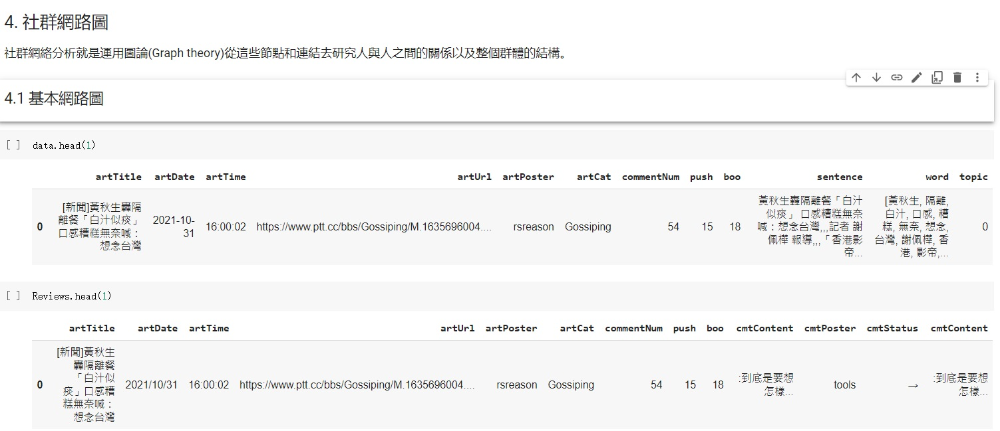 4. 社群網路圖
社群網絡分析就是運用圖論(Graph theory)從這些節點和連結去研究人與人之間的關係以及整個群體的結構。
4.1 基本網路圖
[ ] data.head(1)
artTitle artDate artTime artUrl artPoster artCat commentNum push boo sentence word topic
0 [新聞]黃秋生轟隔 2021-10- 16:00:02 https://www.ptt.cc/bbs/Gossiping/M.1635696004.... rsreason Gossiping 54 15 18 黃秋生轟隔離餐「白汁 [黃秋生, 隔離, 0
離餐「白汁似痰」 31 似痰」 口感糟糕無奈 白汁, 口感, 糟
口感糟糕無奈喊： 喊：想念台灣,,,記者 謝 糕, 無奈, 想念,
想念台灣 佩樺 報導,,,「香港影 台灣, 謝佩樺, 香
帝... 港, 影帝,...
[ ] Reviews.head(1)
artTitle artDate artTime artUrl artPoster artCat commentNum push boo cmtContent cmtPoster cmtStatus cmtContent
0 [新聞]黃秋生 2021/10/31 16:00:02 https://www.ptt.cc/bbs/Gossiping/M.1635696004.... rsreason Gossiping 54 15 18 :到底是要想 tools → :到底是要想
轟隔離餐 怎樣... 怎樣...
「白汁似
痰」口感糟
糕無奈喊：
想念台灣